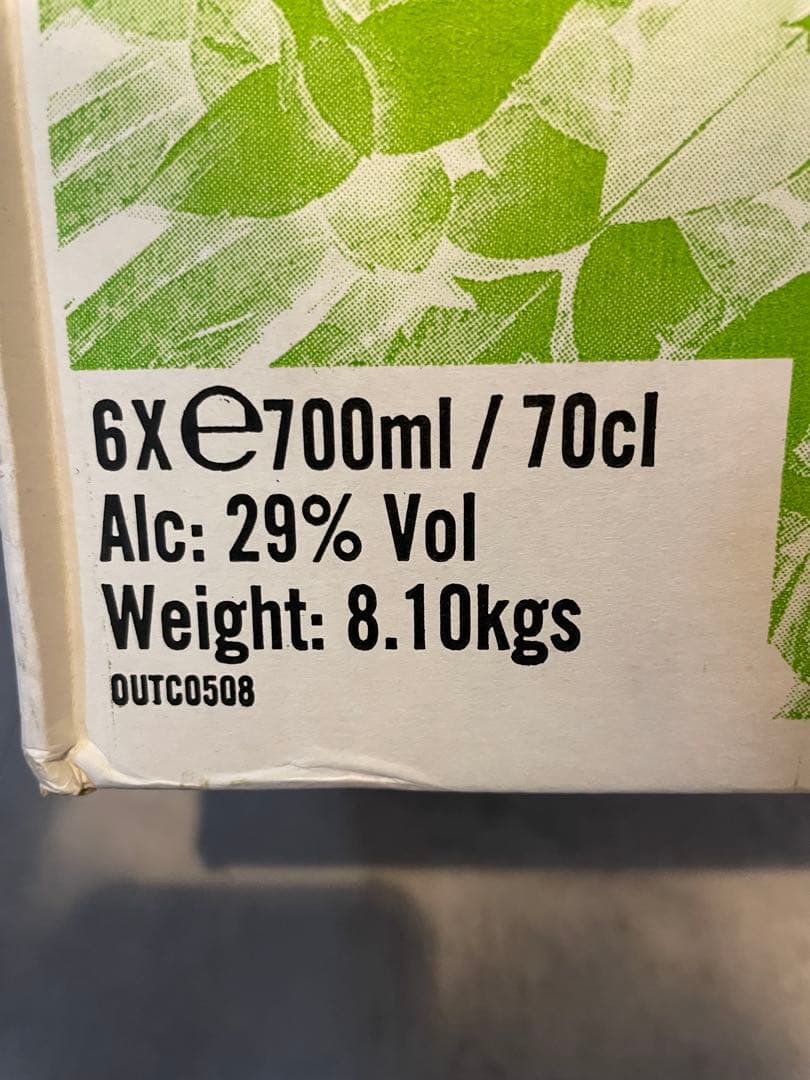 6X℮700ml / 70cl
Alc: 29% Vol
Weight: 8.10kgs
OUTC0508